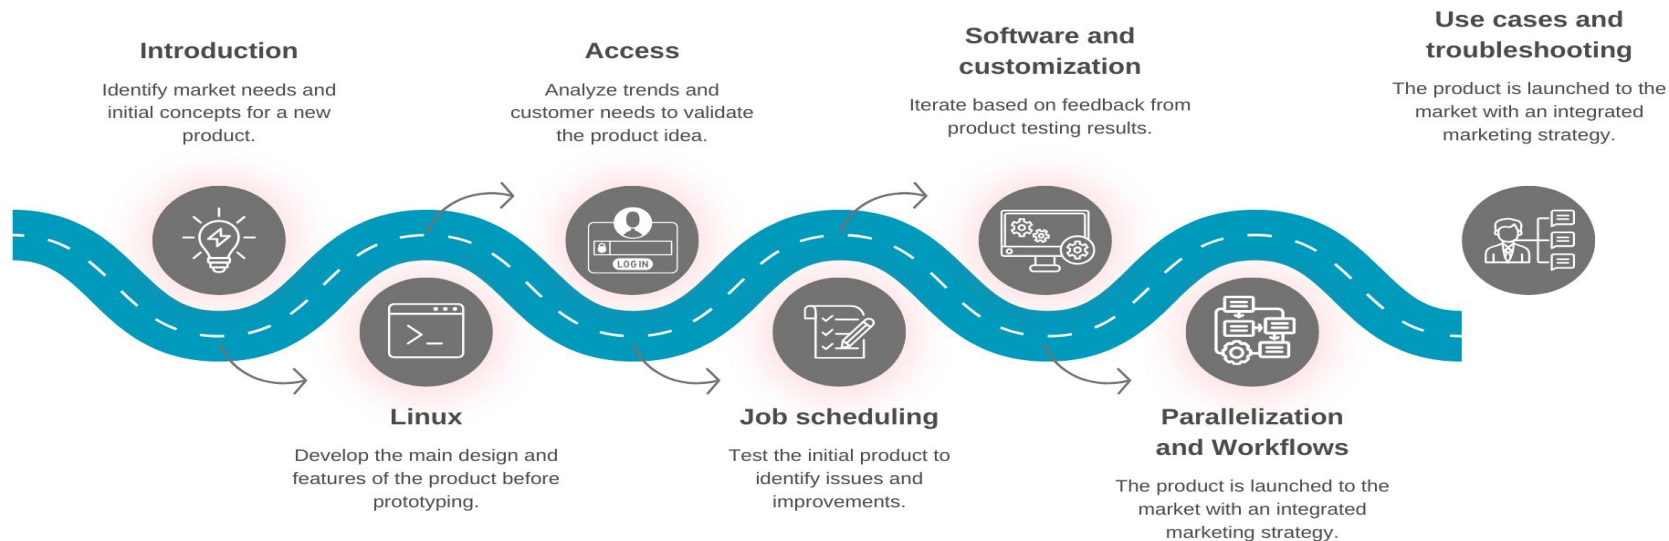 Introduction
Identify market needs and
initial concepts for a new
product.
Linux
Develop the main design and
features of the product before
prototyping.
Access
Analyze trends and
customer needs to validate
the product idea.
LOG IN
Job scheduling
Test the initial product to
identify issues and
improvements.
Software and
customization
Iterate based on feedback from
product testing results.
Parallelization
and Workflows
The product is launched to the
market with an integrated
marketing strategy.
Use cases and
troubleshooting
The product is launched to the
market with an integrated
marketing strategy.